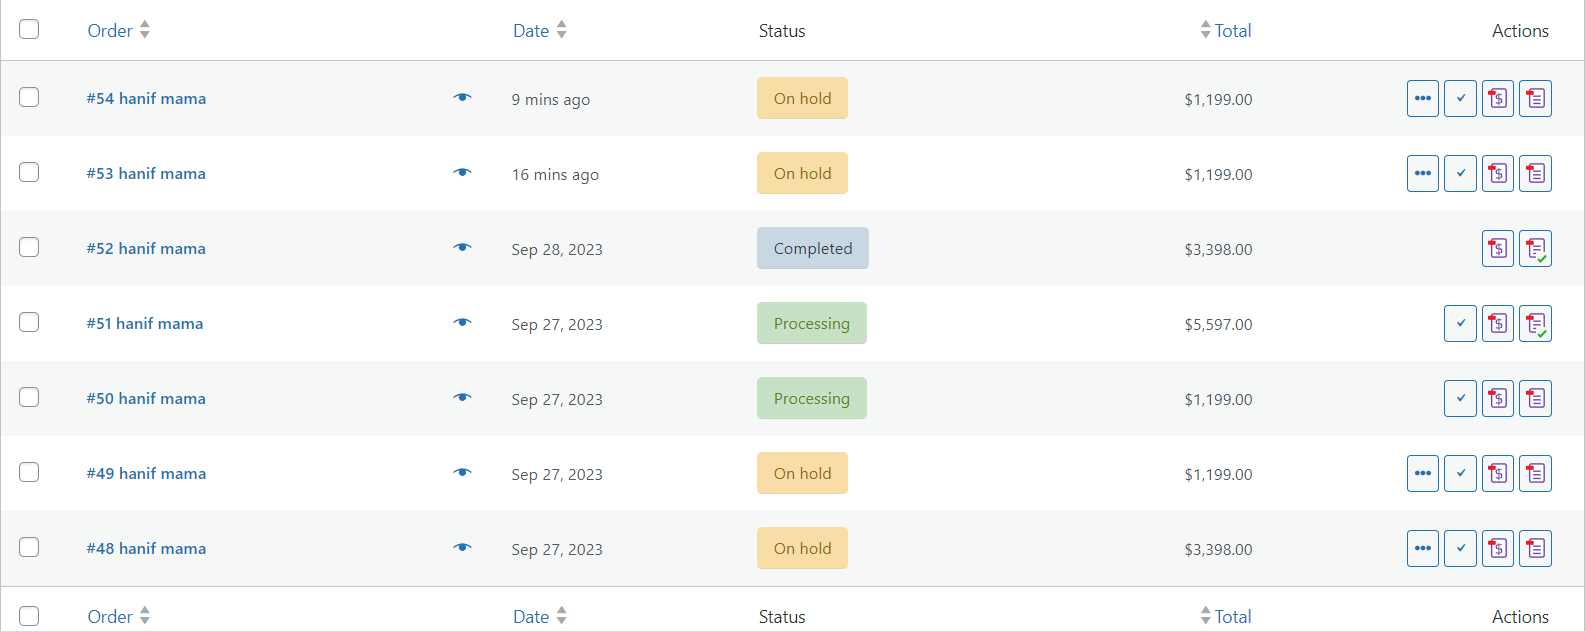 Order Date Status Total Actions
#54 hanif mama 9 mins ago On hold $1,199.00
#53 hanif mama 16 mins ago On hold $1,199.00
#52 hanif mama Sep 28, 2023 Completed $3,398.00
#51 hanif mama Sep 27, 2023 Processing $5,597.00
#50 hanif mama Sep 27, 2023 Processing $1,199.00
#49 hanif mama Sep 27, 2023 On hold $1,199.00
#48 hanif mama Sep 27, 2023 On hold $3,398.00
Order Date Status Total Actions